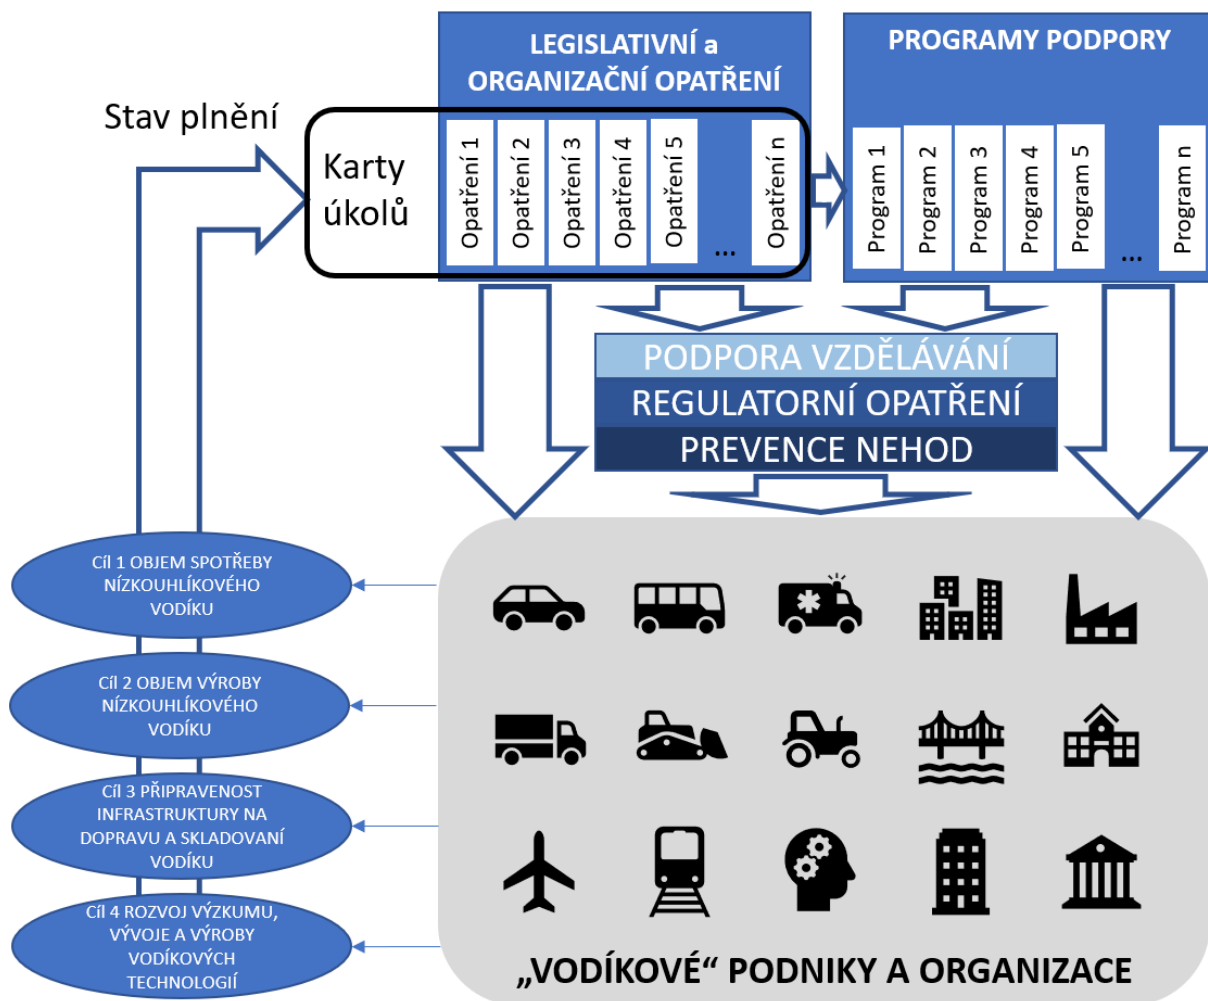 LEGISLATIVNÍ a
ORGANIZAČNÍ OPATŘENÍ
PROGRAMY PODPORY
Stav plnění
Karty
úkolů
Opatření 1
Opatření 2
Opatření 3
Opatření 4
Opatření 5
...
Opatření n
Program 1
Program 2
Program 3
Program 4
Program 5
...
Program n
PODPORA VZDĚLÁVÁNÍ
REGULATORNÍ OPATŘENÍ
PREVENCE NEHOD
Cíl 1 OBJEM SPOTŘEBY
NÍZKOUHLÍKOVÉHO
VODÍKU
Cíl 2 OBJEM VÝROBY
NÍZKOUHLÍKOVÉHO
VODÍKU
Cíl 3 PŘIPRAVENOST
INFRASTRUKTURY NA
DOPRAVU A SKLADOVANÍ
VODÍKU
Cíl 4 ROZVOJ VÝZKUMU,
VÝVOJE A VÝROBY
VODÍKOVÝCH
TECHNOLOGIÍ
„VODÍKOVÉ“ PODNIKY A ORGANIZACE